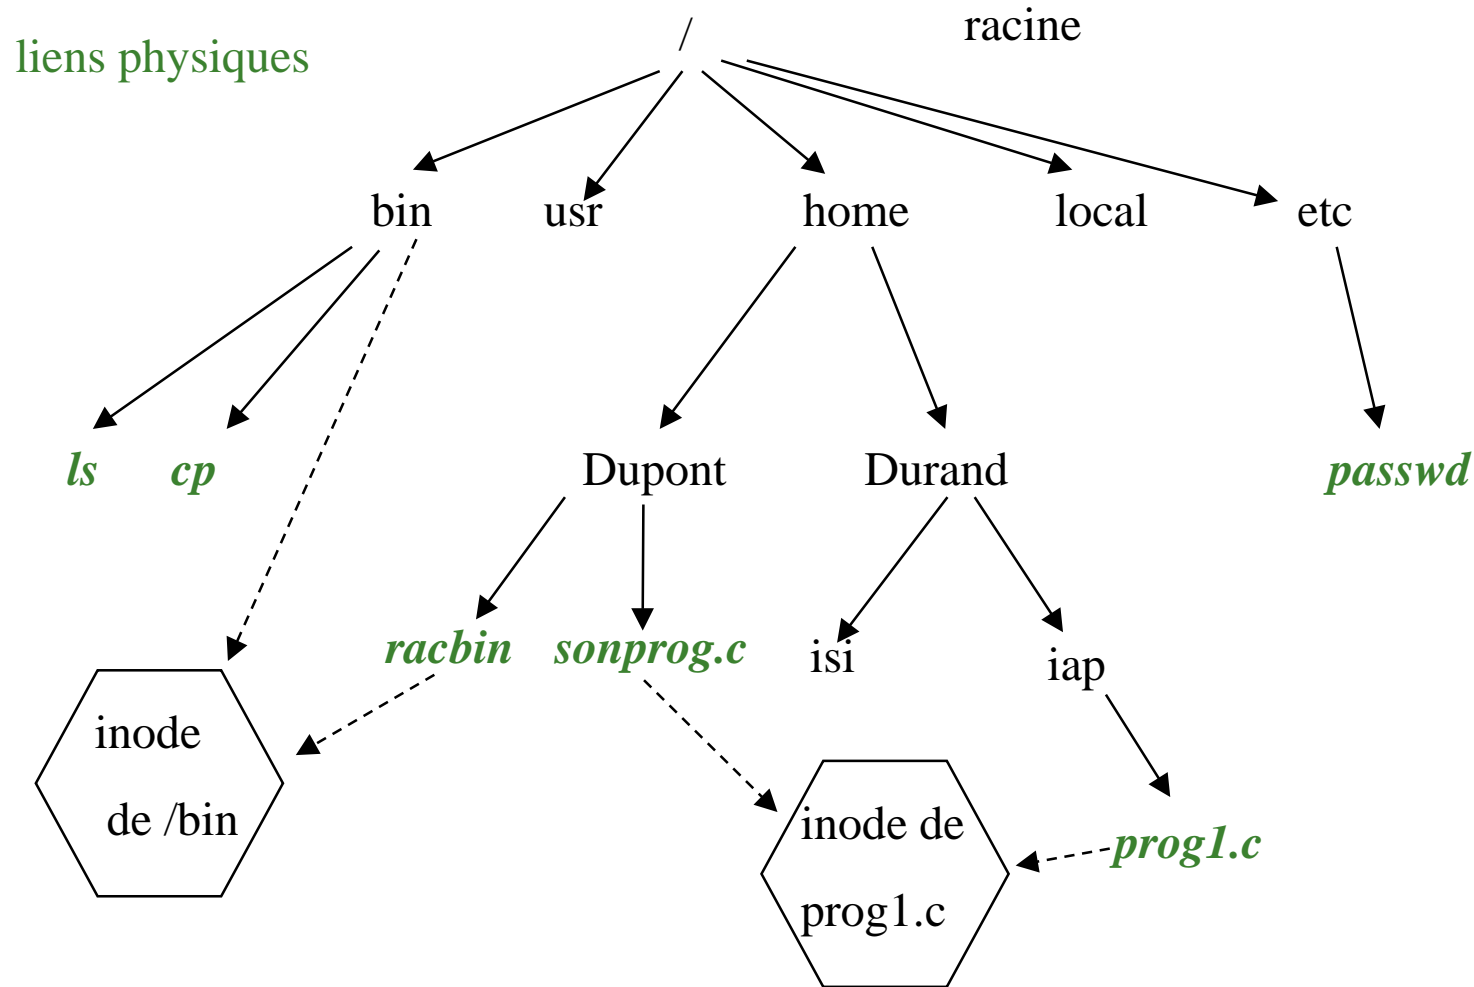 /
racine
liens physiques
bin
usr
home
local
etc
ls
cp
Dupont
Durand
passwd
racbin
sonprog.c
isi
iap
inode
de /bin
inode de
prog1.c
prog1.c